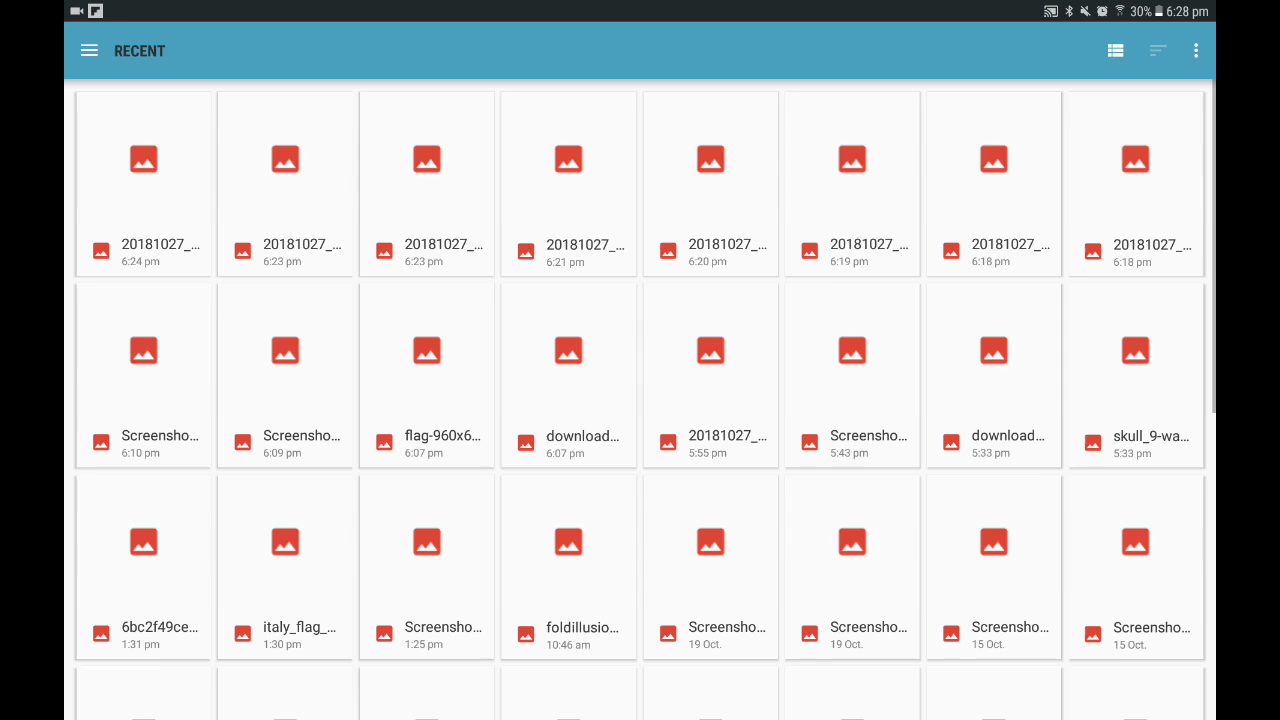 30% 6:28 pm
RECENT
20181027_...
6:24 pm
20181027_...
6:23 pm
20181027_...
6:23 pm
20181027_...
6:21 pm
20181027_...
6:20 pm
20181027_...
6:19 pm
20181027_...
6:18 pm
20181027_...
6:18 pm
Screensho...
6:10 pm
Screensho...
6:09 pm
flag-960x6...
6:07 pm
download...
6:07 pm
20181027_...
5:55 pm
Screensho...
5:43 pm
download...
5:33 pm
skull_9-wa...
5:33 pm
6bc2f49ce...
1:31 pm
italy_flag_...
1:30 pm
Screensho...
1:25 pm
foldillusio...
10:46 am
Screensho...
19 Oct.
Screensho...
19 Oct.
Screensho...
15 Oct.
Screensho...
15 Oct.